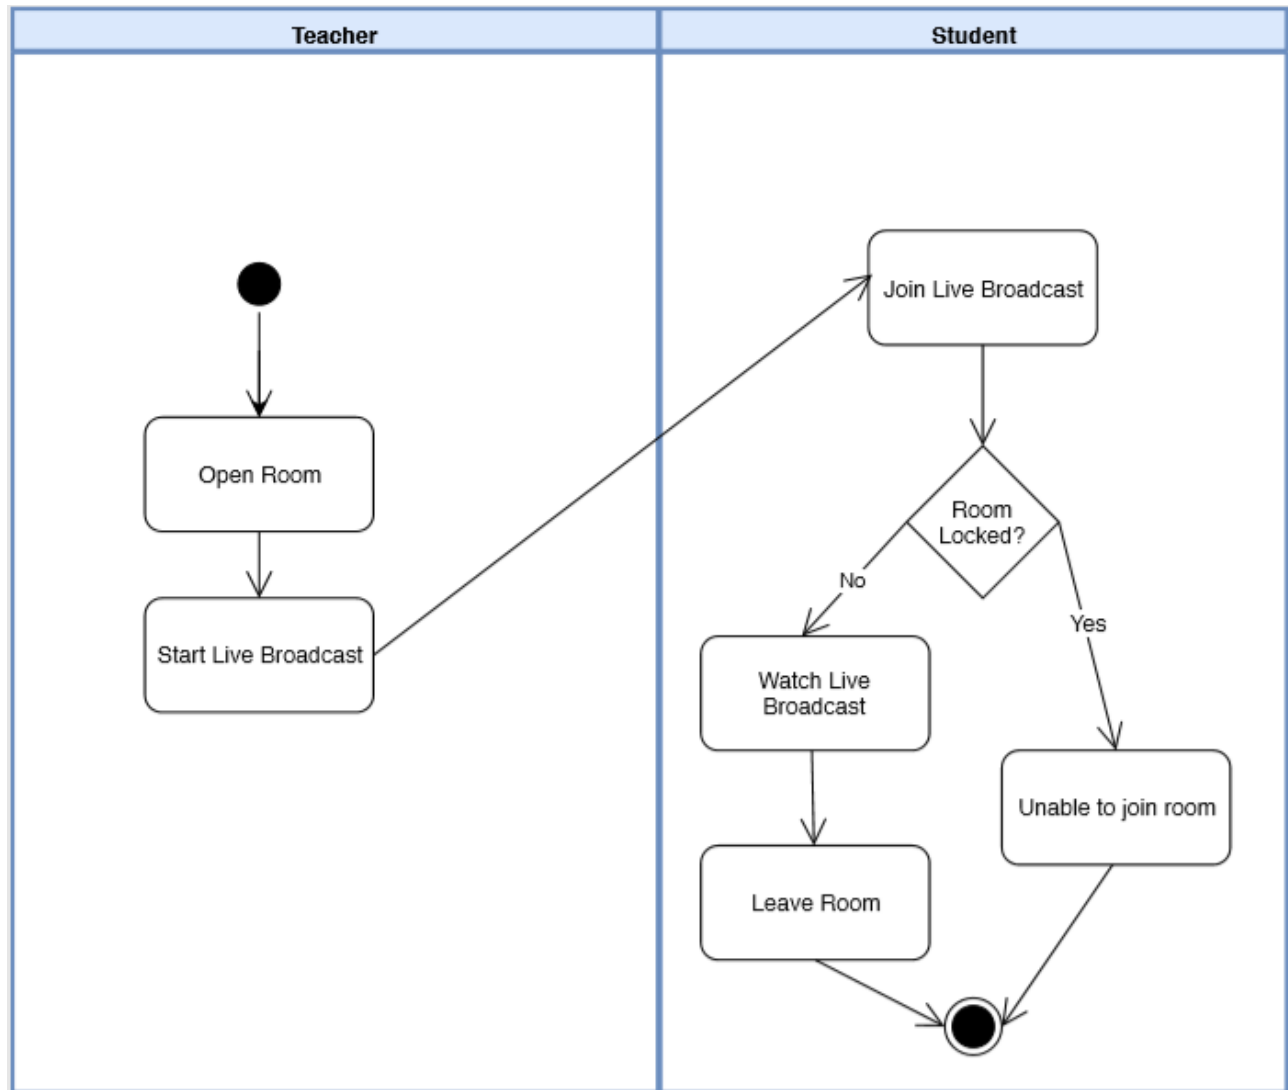 Teacher
Student
Join Live Broadcast
Open Room
Room
Locked?
No
Yes
Start Live Broadcast
Watch Live
Broadcast
Unable to join room
Leave Room